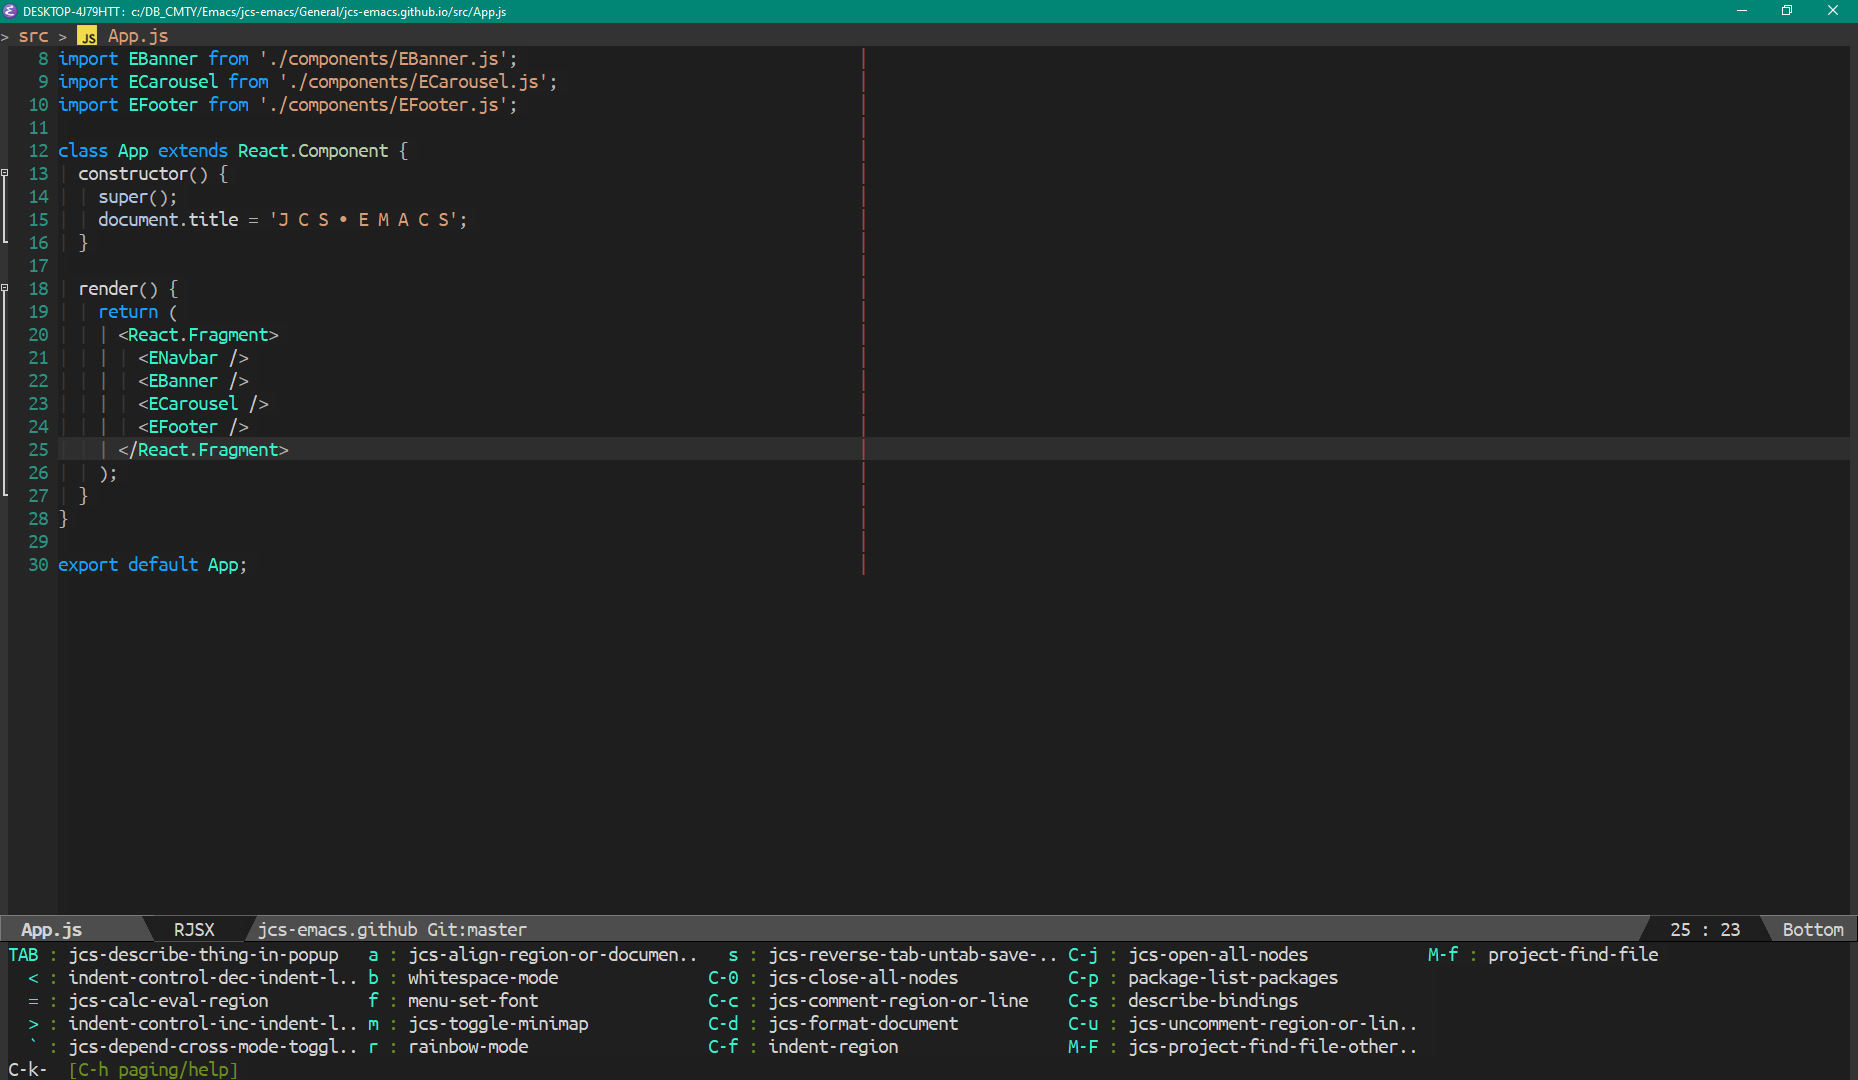 DESKTOP-4J79HTT: c:/DB_CMTY/Emacs/jcs-emacs/General/jcs-emacs.github.io/src/App.js
> src > JS App.js
8 import EBanner from './components/EBanner.js';
9 import ECarousel from './components/ECarousel.js';
10 import EFooter from './components/EFooter.js';
11
12 class App extends React.Component {
13 constructor() {
14 super();
15 document.title = 'J C S • E M A C S';
16 }
17
18 render() {
19 return (
20 <React.Fragment>
21 <ENavbar />
22 <EBanner />
23 <ECarousel />
24 <EFooter />
25 </React.Fragment>
26 );
27 }
28 }
29
30 export default App;
App.js RJSX jcs-emacs.github Git:master 25 : 23 Bottom
TAB : jcs-describe-thing-in-popup a : jcs-align-region-or-documen.. s : jcs-reverse-tab-untab-save-.. C-j : jcs-open-all-nodes M-f : project-find-file
< : indent-control-dec-indent-l.. b : whitespace-mode C-0 : jcs-close-all-nodes C-p : package-list-packages
= : jcs-calc-eval-region f : menu-set-font C-c : jcs-comment-region-or-line C-s : describe-bindings
> : indent-control-inc-indent-l.. m : jcs-toggle-minimap C-d : jcs-format-document C-u : jcs-uncomment-region-or-lin..
` : jcs-depend-cross-mode-toggl.. r : rainbow-mode C-f : indent-region M-F : jcs-project-find-file-other..
C-k- [C-h paging/help]